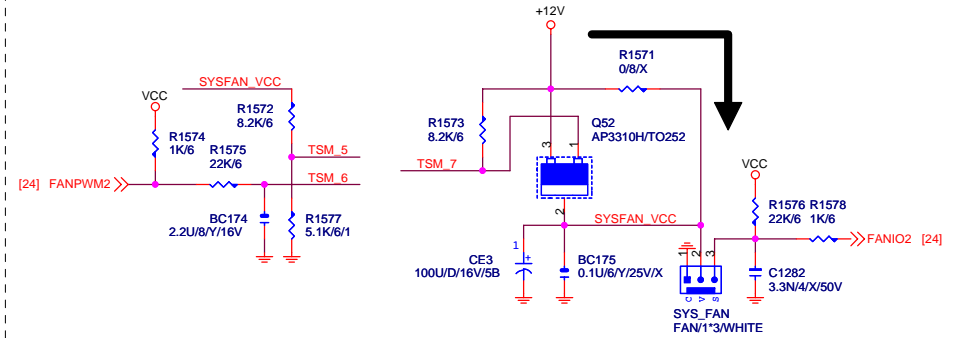 +12V
R1571
0/8/X
SYSFAN_VCC
VCC
R1572
8.2K/6
R1573
8.2K/6
Q52
AP3310H/TO252
R1574
1K/6
R1575
22K/6
3
1
TSM_5
TSM_7
VCC
[24] FANPWM2
TSM_6
2
SYSFAN_VCC
R1576
22K/6
R1578
1K/6
BC174
2.2U/8/Y/16V
R1577
5.1K/6/1
1
+
CE3
100U/D/16V/5B
BC175
0.1U/6/Y/25V/X
1
2
3
FANIO2 [24]
C1282
3.3N/4/X/50V
C
V
S
SYS_FAN
FAN/1*3/WHITE